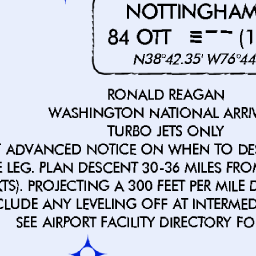 NOTTINGHAM
84 OTT
N38°42.35' W76°44
RONALD REAGAN
WASHINGTON NATIONAL ARRIV
TURBO JETS ONLY
ADVANCED NOTICE ON WHEN TO DES
E LEG. PLAN DESCENT 30-36 MILES FROM
KTS). PROJECTING A 300 FEET PER MILE D
CLUDE ANY LEVELING OFF AT INTERMED
SEE AIRPORT FACILITY DIRECTORY FO